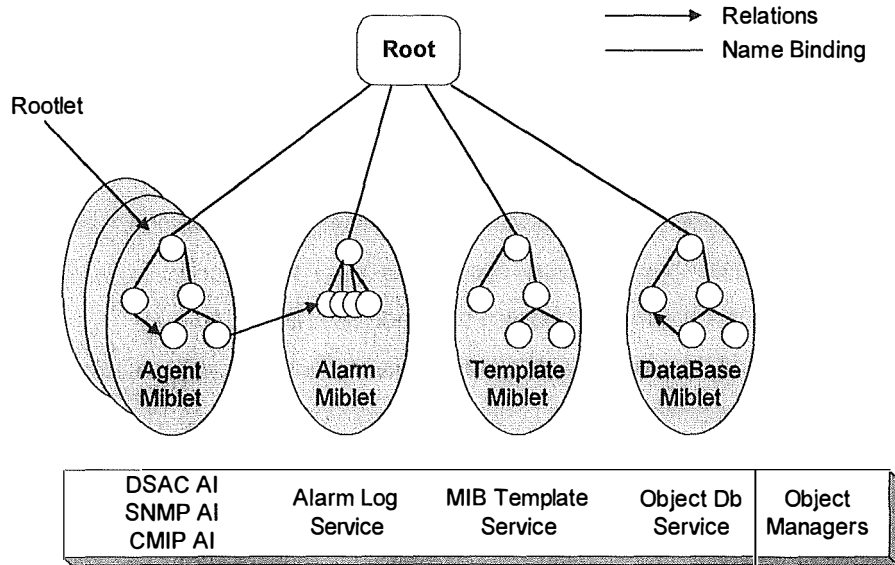 Relations
Name Binding
Root
Rootlet
Agent
Miblet
Alarm
Miblet
Template
Miblet
DataBase
Miblet
DSAC AI
SNMP AI
CMIP AI
Alarm Log
Service
MIB Template
Service
Object Db
Service
Object
Managers